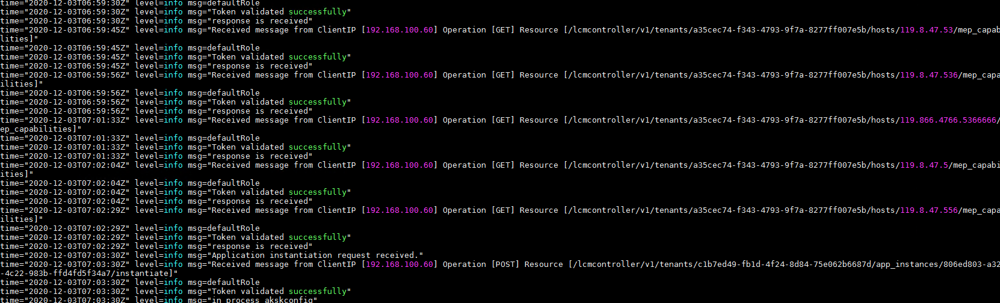 time="2020-12-03T06:59:30Z" level=info msg=defaultRole
time="2020-12-03T06:59:30Z" level=info msg="Token validated successfully"
time="2020-12-03T06:59:30Z" level=info msg="response is received"
time="2020-12-03T06:59:45Z" level=info msg="Received message from ClientIP [192.168.100.60] Operation [GET] Resource [/lcmcontroller/v1/tenants/a35cec74-f343-4793-9f7a-8277ff007e5b/hosts/119.8.47.53/mep_capab
lities]"
time="2020-12-03T06:59:45Z" level=info msg=defaultRole
time="2020-12-03T06:59:45Z" level=info msg="Token validated successfully"
time="2020-12-03T06:59:45Z" level=info msg="response is received"
time="2020-12-03T06:59:56Z" level=info msg="Received message from ClientIP [192.168.100.60] Operation [GET] Resource [/lcmcontroller/v1/tenants/a35cec74-f343-4793-9f7a-8277ff007e5b/hosts/119.8.47.536/mep_capa
ilities]"
time="2020-12-03T06:59:56Z" level=info msg=defaultRole
time="2020-12-03T06:59:56Z" level=info msg="Token validated successfully"
time="2020-12-03T06:59:56Z" level=info msg="response is received"
time="2020-12-03T07:01:33Z" level=info msg="Received message from ClientIP [192.168.100.60] Operation [GET] Resource [/lcmcontroller/v1/tenants/a35cec74-f343-4793-9f7a-8277ff007e5b/hosts/119.866.4766.5366666/
ep_capabilities]"
time="2020-12-03T07:01:33Z" level=info msg=defaultRole
time="2020-12-03T07:01:33Z" level=info msg="Token validated successfully"
time="2020-12-03T07:01:33Z" level=info msg="response is received"
time="2020-12-03T07:02:04Z" level=info msg="Received message from ClientIP [192.168.100.60] Operation [GET] Resource [/lcmcontroller/v1/tenants/a35cec74-f343-4793-9f7a-8277ff007e5b/hosts/119.8.47.5/mep_capabi
ities]"
time="2020-12-03T07:02:04Z" level=info msg=defaultRole
time="2020-12-03T07:02:04Z" level=info msg="Token validated successfully"
time="2020-12-03T07:02:04Z" level=info msg="response is received"
time="2020-12-03T07:02:29Z" level=info msg="Received message from ClientIP [192.168.100.60] Operation [GET] Resource [/lcmcontroller/v1/tenants/a35cec74-f343-4793-9f7a-8277ff007e5b/hosts/119.8.47.556/mep_capa
ilities]"
time="2020-12-03T07:02:29Z" level=info msg=defaultRole
time="2020-12-03T07:02:29Z" level=info msg="Token validated successfully"
time="2020-12-03T07:02:29Z" level=info msg="response is received"
time="2020-12-03T07:03:30Z" level=info msg="Application instantiation request received."
time="2020-12-03T07:03:30Z" level=info msg="Received message from ClientIP [192.168.100.60] Operation [POST] Resource [/lcmcontroller/v1/tenants/c1b7ed49-fb1d-4f24-8d84-75e062b6687d/app_instances/806ed803-a32
-4c22-983b-ffd4fd5f34a7/instantiate]"
time="2020-12-03T07:03:30Z" level=info msg=defaultRole
time="2020-12-03T07:03:30Z" level=info msg="Token validated successfully"
time="2020-12-03T07:03:30Z" level=info msg="in process akskconfig"